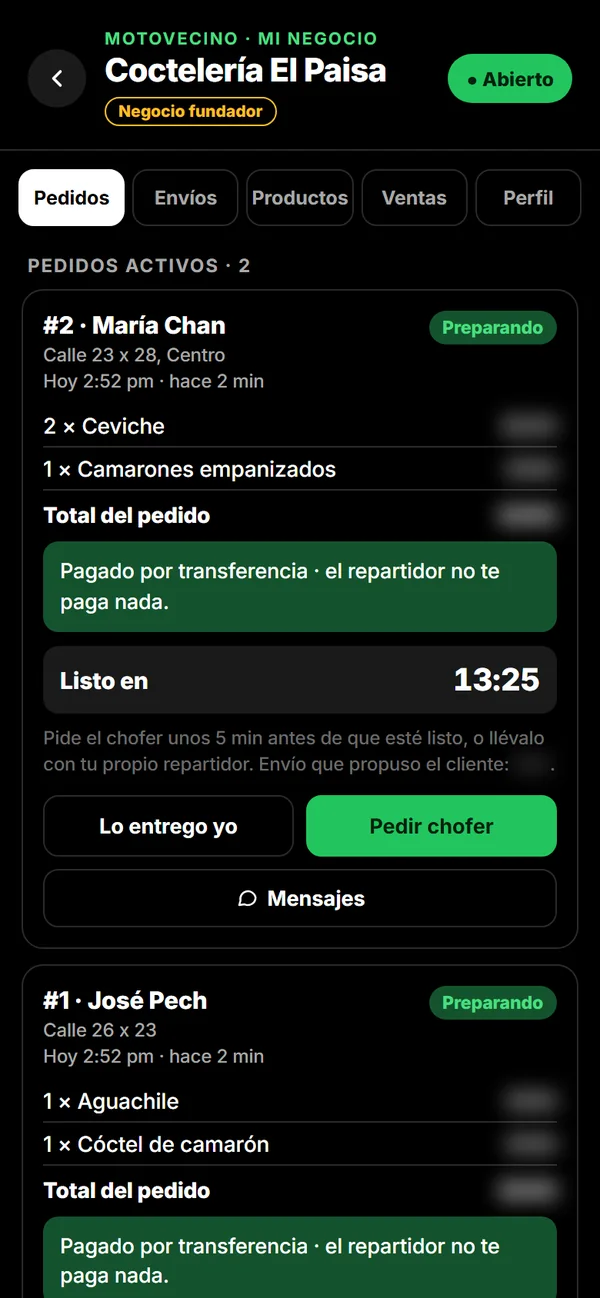 MOTOVECINO · MI NEGOCIO
Coctelería El Paisa
Negocio fundador
● Abierto
Pedidos
Envíos
Productos
Ventas
Perfil
PEDIDOS ACTIVOS · 2
#2 · María Chan
Preparando
Calle 23 x 28, Centro
Hoy 2:52 pm · hace 2 min
2 × Ceviche
1 × Camarones empanizados
Total del pedido
Pagado por transferencia · el repartidor no te
paga nada.
Listo en
13:25
Pide el chofer unos 5 min antes de que esté listo, o llévalo
con tu propio repartidor. Envío que propuso el cliente: .
Lo entrego yo
Pedir chofer
Mensajes
#1 · José Pech
Preparando
Calle 26 x 23
Hoy 2:52 pm · hace 2 min
1 × Aguachile
1 × Cóctel de camarón
Total del pedido
Pagado por transferencia · el repartidor no te
paga nada.